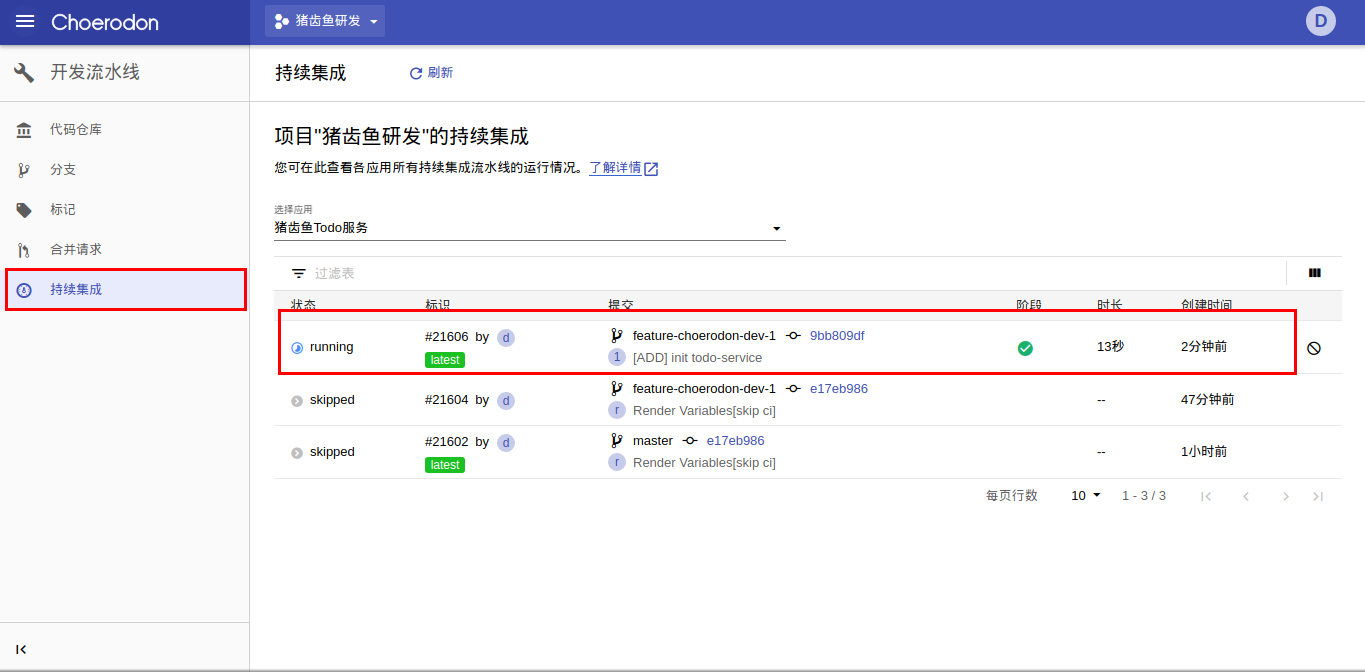 Choerodon
猪齿鱼研发
D
开发流水线
持续集成
刷新
代码仓库
分支
标记
合并请求
持续集成
项目"猪齿鱼研发"的持续集成
您可在此查看各应用所有持续集成流水线的运行情况。 了解详情
选择应用
猪齿鱼Todo服务
过滤表
状态 标识 提交 阶段 时长 创建时间
running #21606 by d feature-choerodon-dev-1 9bb809df 13秒 2分钟前
latest 1 [ADD] init todo-service
skipped #21604 by d feature-choerodon-dev-1 e17eb986 -- 47分钟前
r Render Variables[skip ci]
skipped #21602 by d master e17eb986 -- 1小时前
latest r Render Variables[skip ci]
每页行数 10 1 - 3 / 3